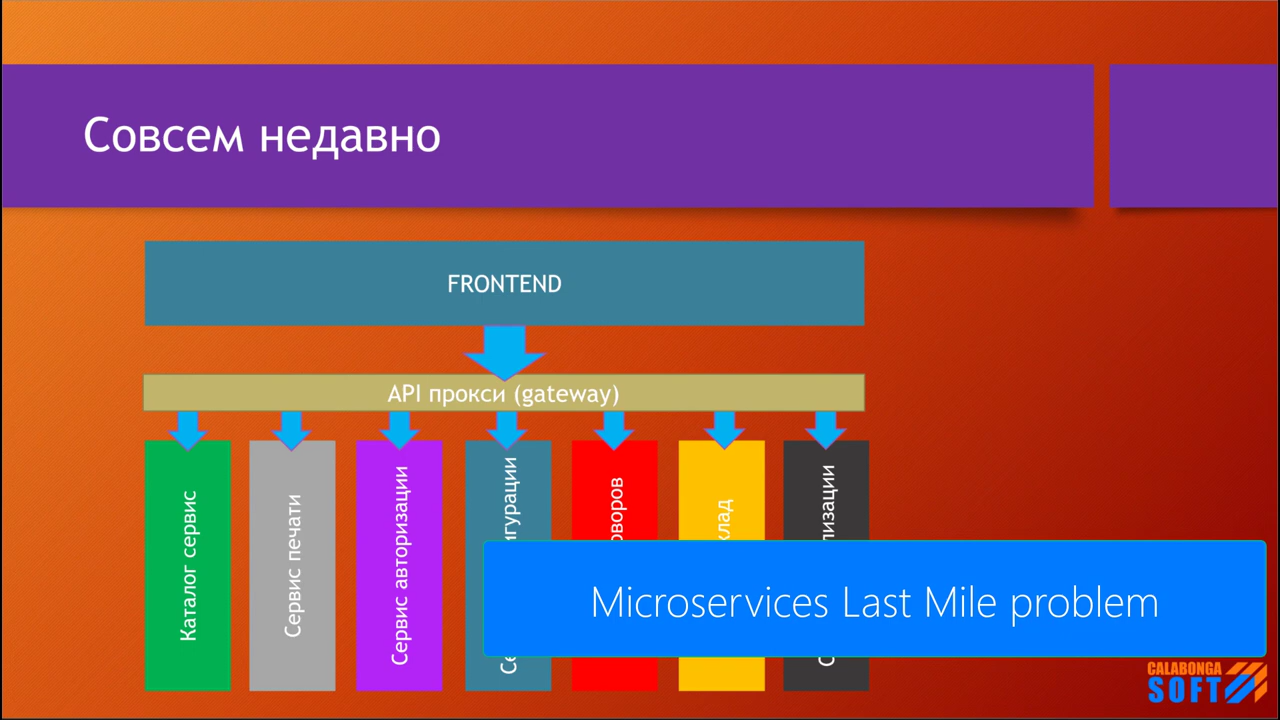 Совсем недавно
FRONTEND
API прокси (gateway)
Каталог сервис
Сервис печати
Сервис авторизации
Microservices Last Mile problem
CALABONGA
SOFT